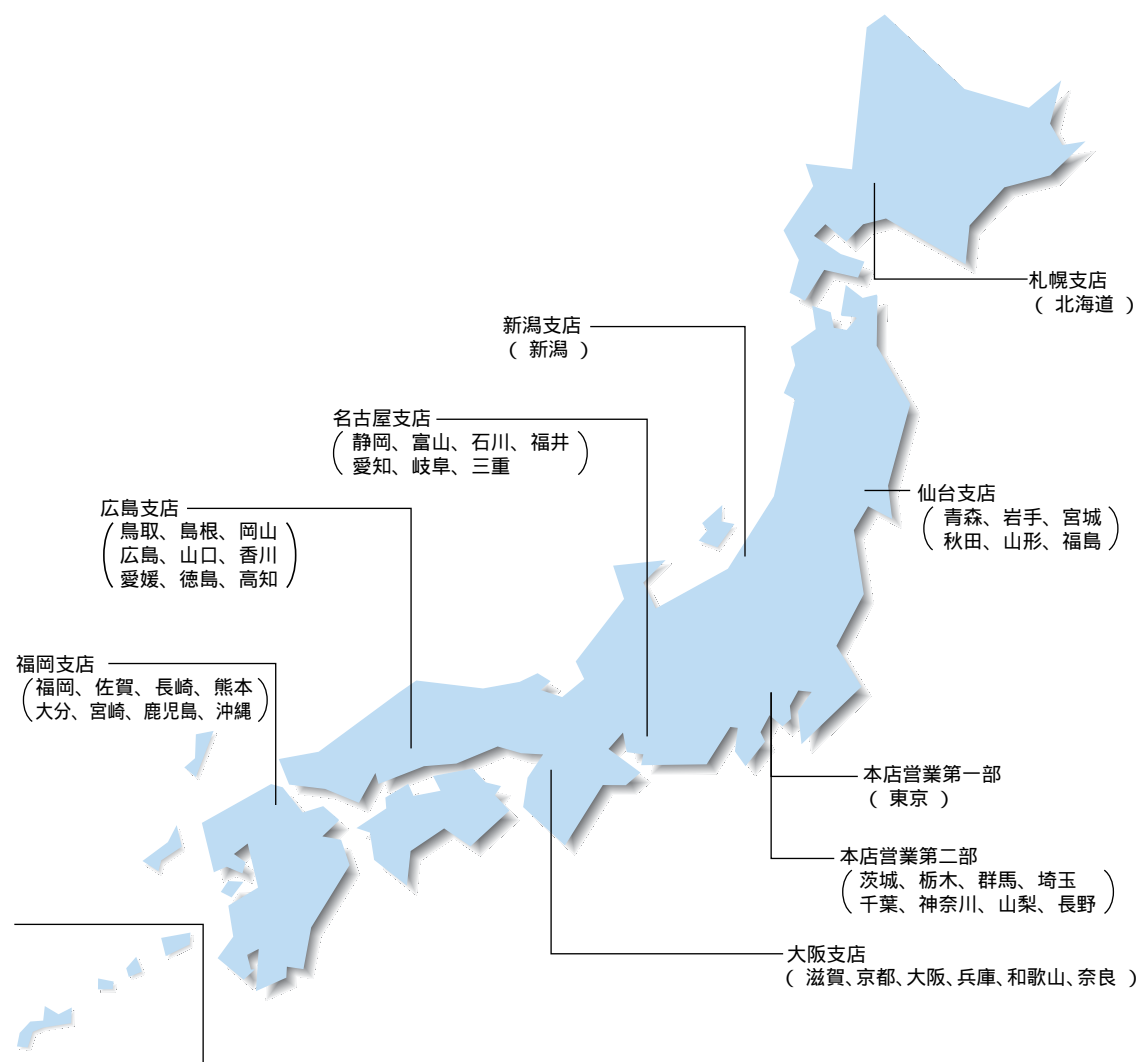 札幌支店
( 北海道 )
新潟支店
( 新潟 )
名古屋支店
(静岡、富山、石川、福井
愛知、岐阜、三重)
仙台支店
(青森、岩手、宮城
秋田、山形、福島)
広島支店
(鳥取、島根、岡山
広島、山口、香川
愛媛、徳島、高知)
福岡支店
(福岡、佐賀、長崎、熊本
大分、宮崎、鹿児島、沖縄)
本店営業第一部
( 東京 )
本店営業第二部
(茨城、栃木、群馬、埼玉
千葉、神奈川、山梨、長野)
大阪支店
( 滋賀、京都、大阪、兵庫、和歌山、奈良 )